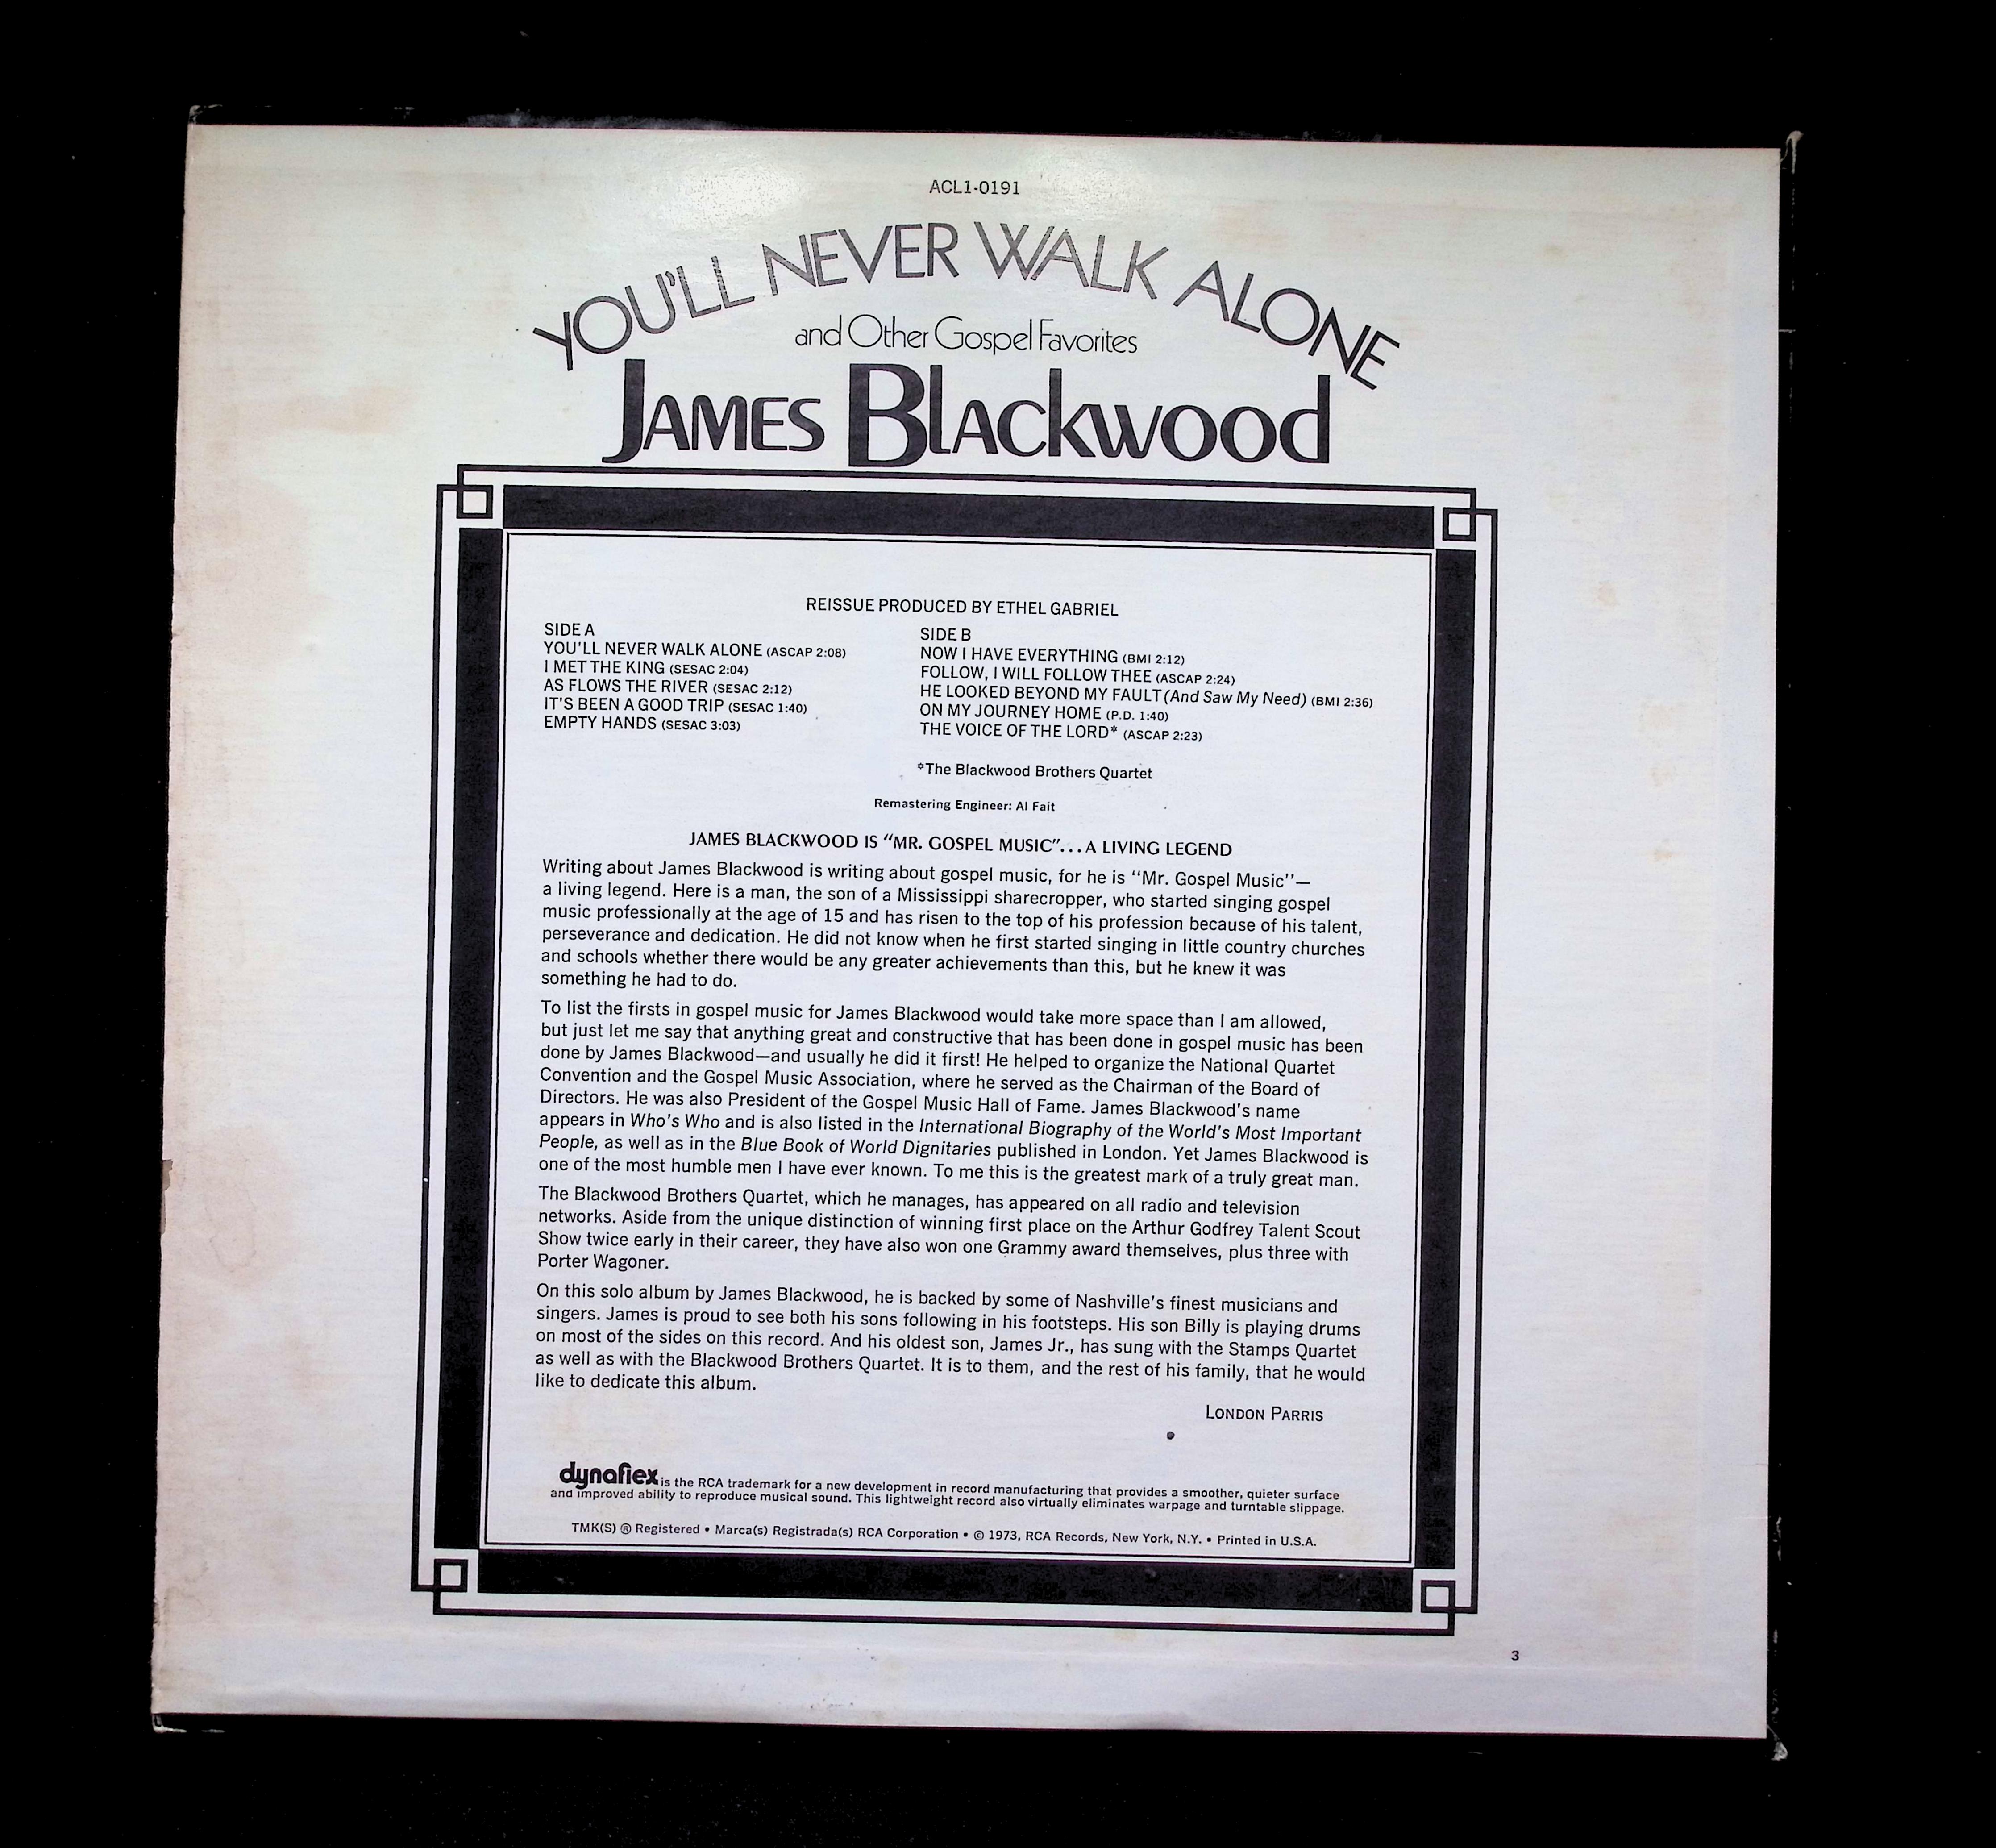 ACL1-0191
YOU'LL NEVER WALK ALONE
and Other Gospel Favorites
JAMES BLACKWOOD
REISSUE PRODUCED BY ETHEL GABRIEL
SIDE A
YOU'LL NEVER WALK ALONE (ASCAP 2:08)
I MET THE KING (SESAC 2:04)
AS FLOWS THE RIVER (SESAC 2:12)
IT'S BEEN A GOOD TRIP (SESAC 1:40)
EMPTY HANDS (SESAC 3:03)
SIDE B
NOW I HAVE EVERYTHING (BMI 2:12)
FOLLOW, I WILL FOLLOW THEE (ASCAP 2:24)
HE LOOKED BEYOND MY FAULT (And Saw My Need) (BMI 2:36)
ON MY JOURNEY HOME (P.D. 1:40)
THE VOICE OF THE LORD* (ASCAP 2:23)
*The Blackwood Brothers Quartet
Remastering Engineer: Al Fait
JAMES BLACKWOOD IS "MR. GOSPEL MUSIC"...A LIVING LEGEND
Writing about James Blackwood is writing about gospel music, for he is "Mr. Gospel Music"—
a living legend. Here is a man, the son of a Mississippi sharecropper, who started singing gospel
music professionally at the age of 15 and has risen to the top of his profession because of his talent,
perseverance and dedication. He did not know when he first started singing in little country churches
and schools whether there would be any greater achievements than this, but he knew it was
something he had to do.
To list the firsts in gospel music for James Blackwood would take more space than I am allowed,
but just let me say that anything great and constructive that has been done in gospel music has been
done by James Blackwood—and usually he did it first! He helped to organize the National Quartet
Convention and the Gospel Music Association, where he served as the Chairman of the Board of
Directors. He was also President of the Gospel Music Hall of Fame. James Blackwood's name
appears in Who's Who and is also listed in the International Biography of the World's Most Important
People, as well as in the Blue Book of World Dignitaries published in London. Yet James Blackwood is
one of the most humble men I have ever known. To me this is the greatest mark of a truly great man.
The Blackwood Brothers Quartet, which he manages, has appeared on all radio and television
networks. Aside from the unique distinction of winning first place on the Arthur Godfrey Talent Scout
Show twice early in their career, they have also won one Grammy award themselves, plus three with
Porter Wagoner.
On this solo album by James Blackwood, he is backed by some of Nashville's finest musicians and
singers. James is proud to see both his sons following in his footsteps. His son Billy is playing drums
on most of the sides on this record. And his oldest son, James Jr., has sung with the Stamps Quartet
as well as with the Blackwood Brothers Quartet. It is to them, and the rest of his family, that he would
like to dedicate this album.
LONDON PARRIS
dynaflex is the RCA trademark for a new development in record manufacturing that provides a smoother, quieter surface
and improved ability to reproduce musical sound. This lightweight record also virtually eliminates warpage and turntable slippage.
TMK(S) ® Registered • Marca(s) Registrada(s) RCA Corporation • © 1973, RCA Records, New York, N.Y. • Printed in U.S.A.
3